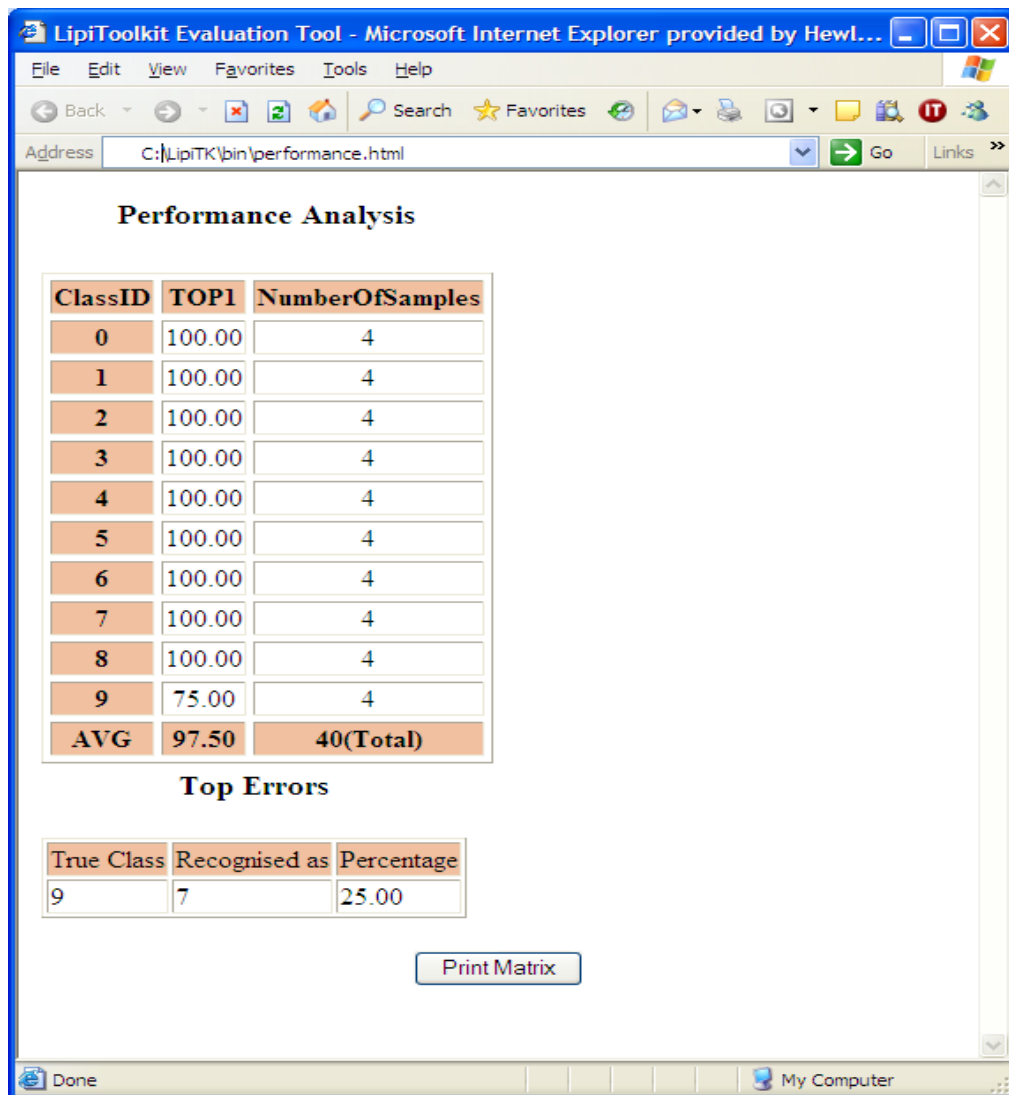 LipiToolkit Evaluation Tool - Microsoft Internet Explorer provided by Hewl...
File Edit View Favorites Tools Help
Back Search Favorites
Address C:\LipiTK\bin\performance.html Go Links »
Performance Analysis
ClassID TOP1 NumberOfSamples
0 100.00 4
1 100.00 4
2 100.00 4
3 100.00 4
4 100.00 4
5 100.00 4
6 100.00 4
7 100.00 4
8 100.00 4
9 75.00 4
AVG 97.50 40(Total)
Top Errors
True Class Recognised as Percentage
9 7 25.00
Print Matrix
Done My Computer